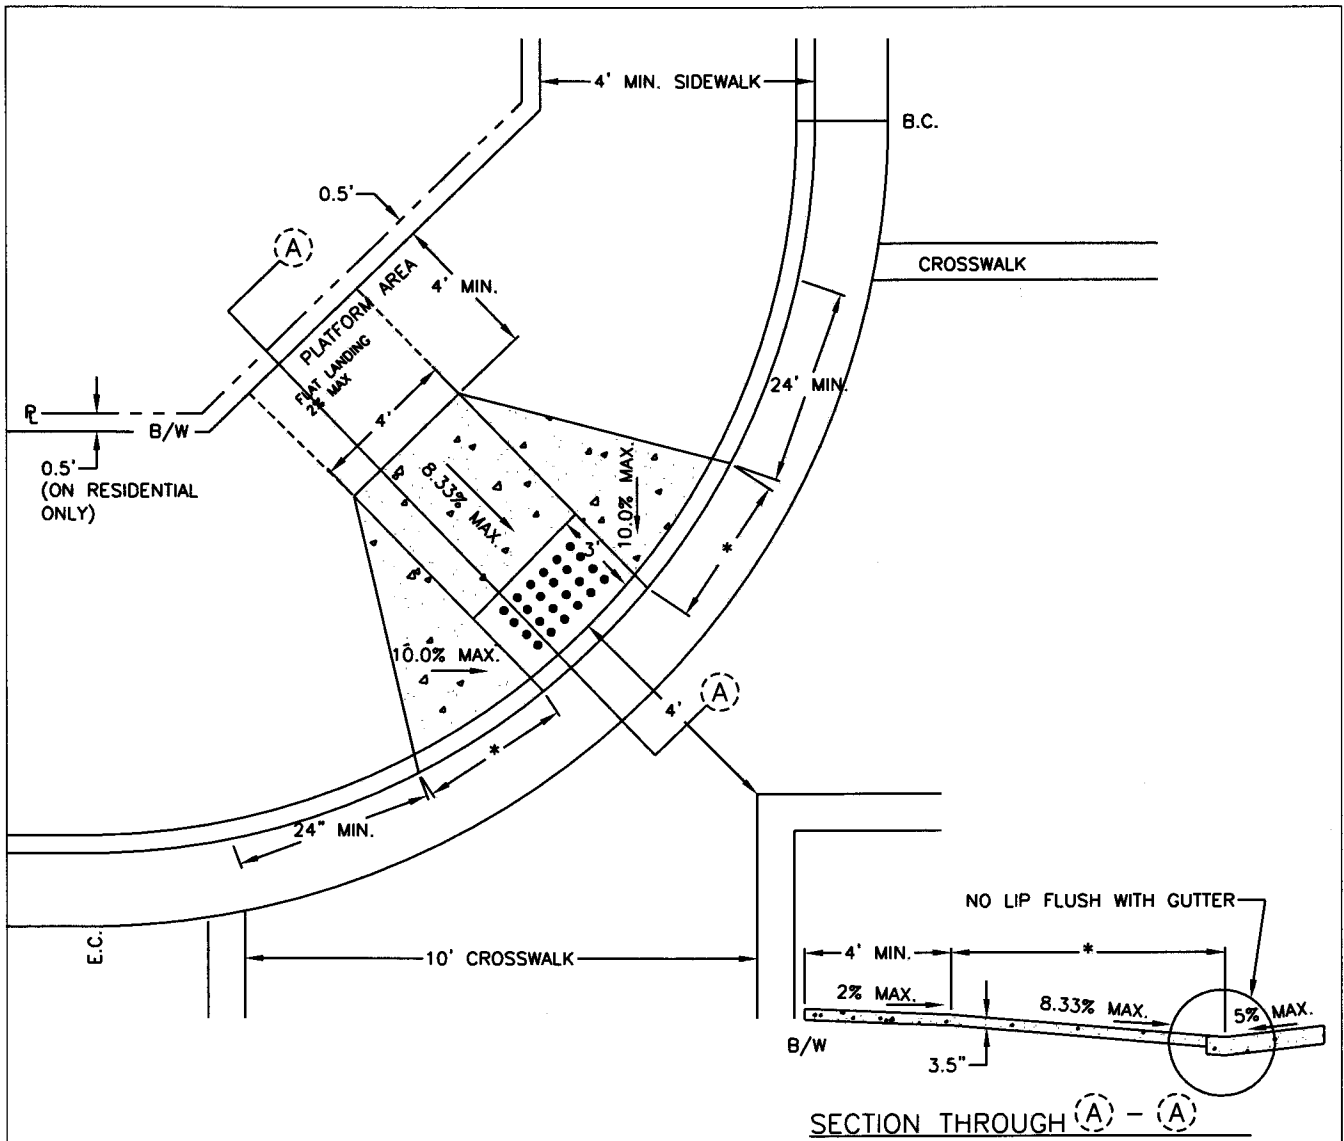 4' MIN. SIDEWALK
B.C.
0.5'
A
CROSSWALK
4' MIN.
PLATFORM AREA
FLAT LANDING
2% MAX
24' MIN.
4'
PL
B/W
0.5'
(ON RESIDENTIAL
ONLY)
8.33% MAX.
10.0% MAX.
3'
*
10.0% MAX.
4'
A
*
24" MIN.
E.C.
10' CROSSWALK
NO LIP FLUSH WITH GUTTER
4' MIN.
*
2% MAX.
8.33% MAX.
5% MAX.
B/W
3.5"
SECTION THROUGH A - A